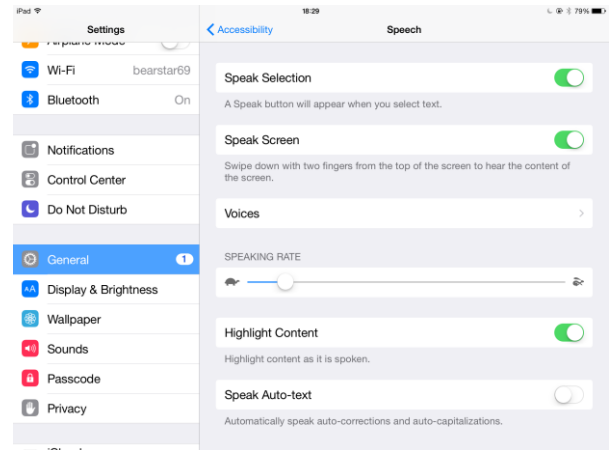 iPad 18:29 79%
Settings
Accessibility Speech
Airplane Mode
Wi-Fi bearstar69
Bluetooth On
Notifications
Control Center
Do Not Disturb
General 1
AA Display & Brightness
Wallpaper
Sounds
Passcode
Privacy
iCloud
Speak Selection
A Speak button will appear when you select text.
Speak Screen
Swipe down with two fingers from the top of the screen to hear the content of
the screen.
Voices
SPEAKING RATE
Highlight Content
Highlight content as it is spoken.
Speak Auto-text
Automatically speak auto-corrections and auto-capitalizations.